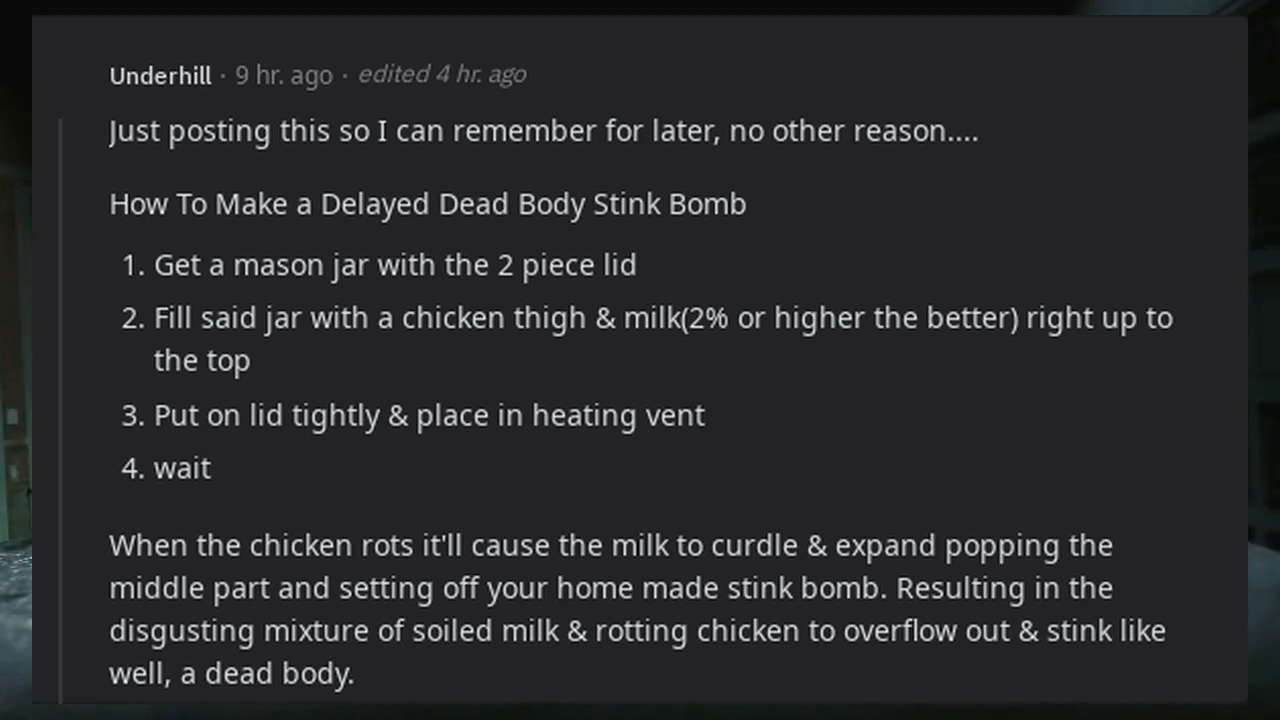 Underhill · 9 hr. ago · edited 4 hr. ago
Just posting this so I can remember for later, no other reason....
How To Make a Delayed Dead Body Stink Bomb
1. Get a mason jar with the 2 piece lid
2. Fill said jar with a chicken thigh & milk(2% or higher the better) right up to
the top
3. Put on lid tightly & place in heating vent
4. wait
When the chicken rots it'll cause the milk to curdle & expand popping the
middle part and setting off your home made stink bomb. Resulting in the
disgusting mixture of soiled milk & rotting chicken to overflow out & stink like
well, a dead body.